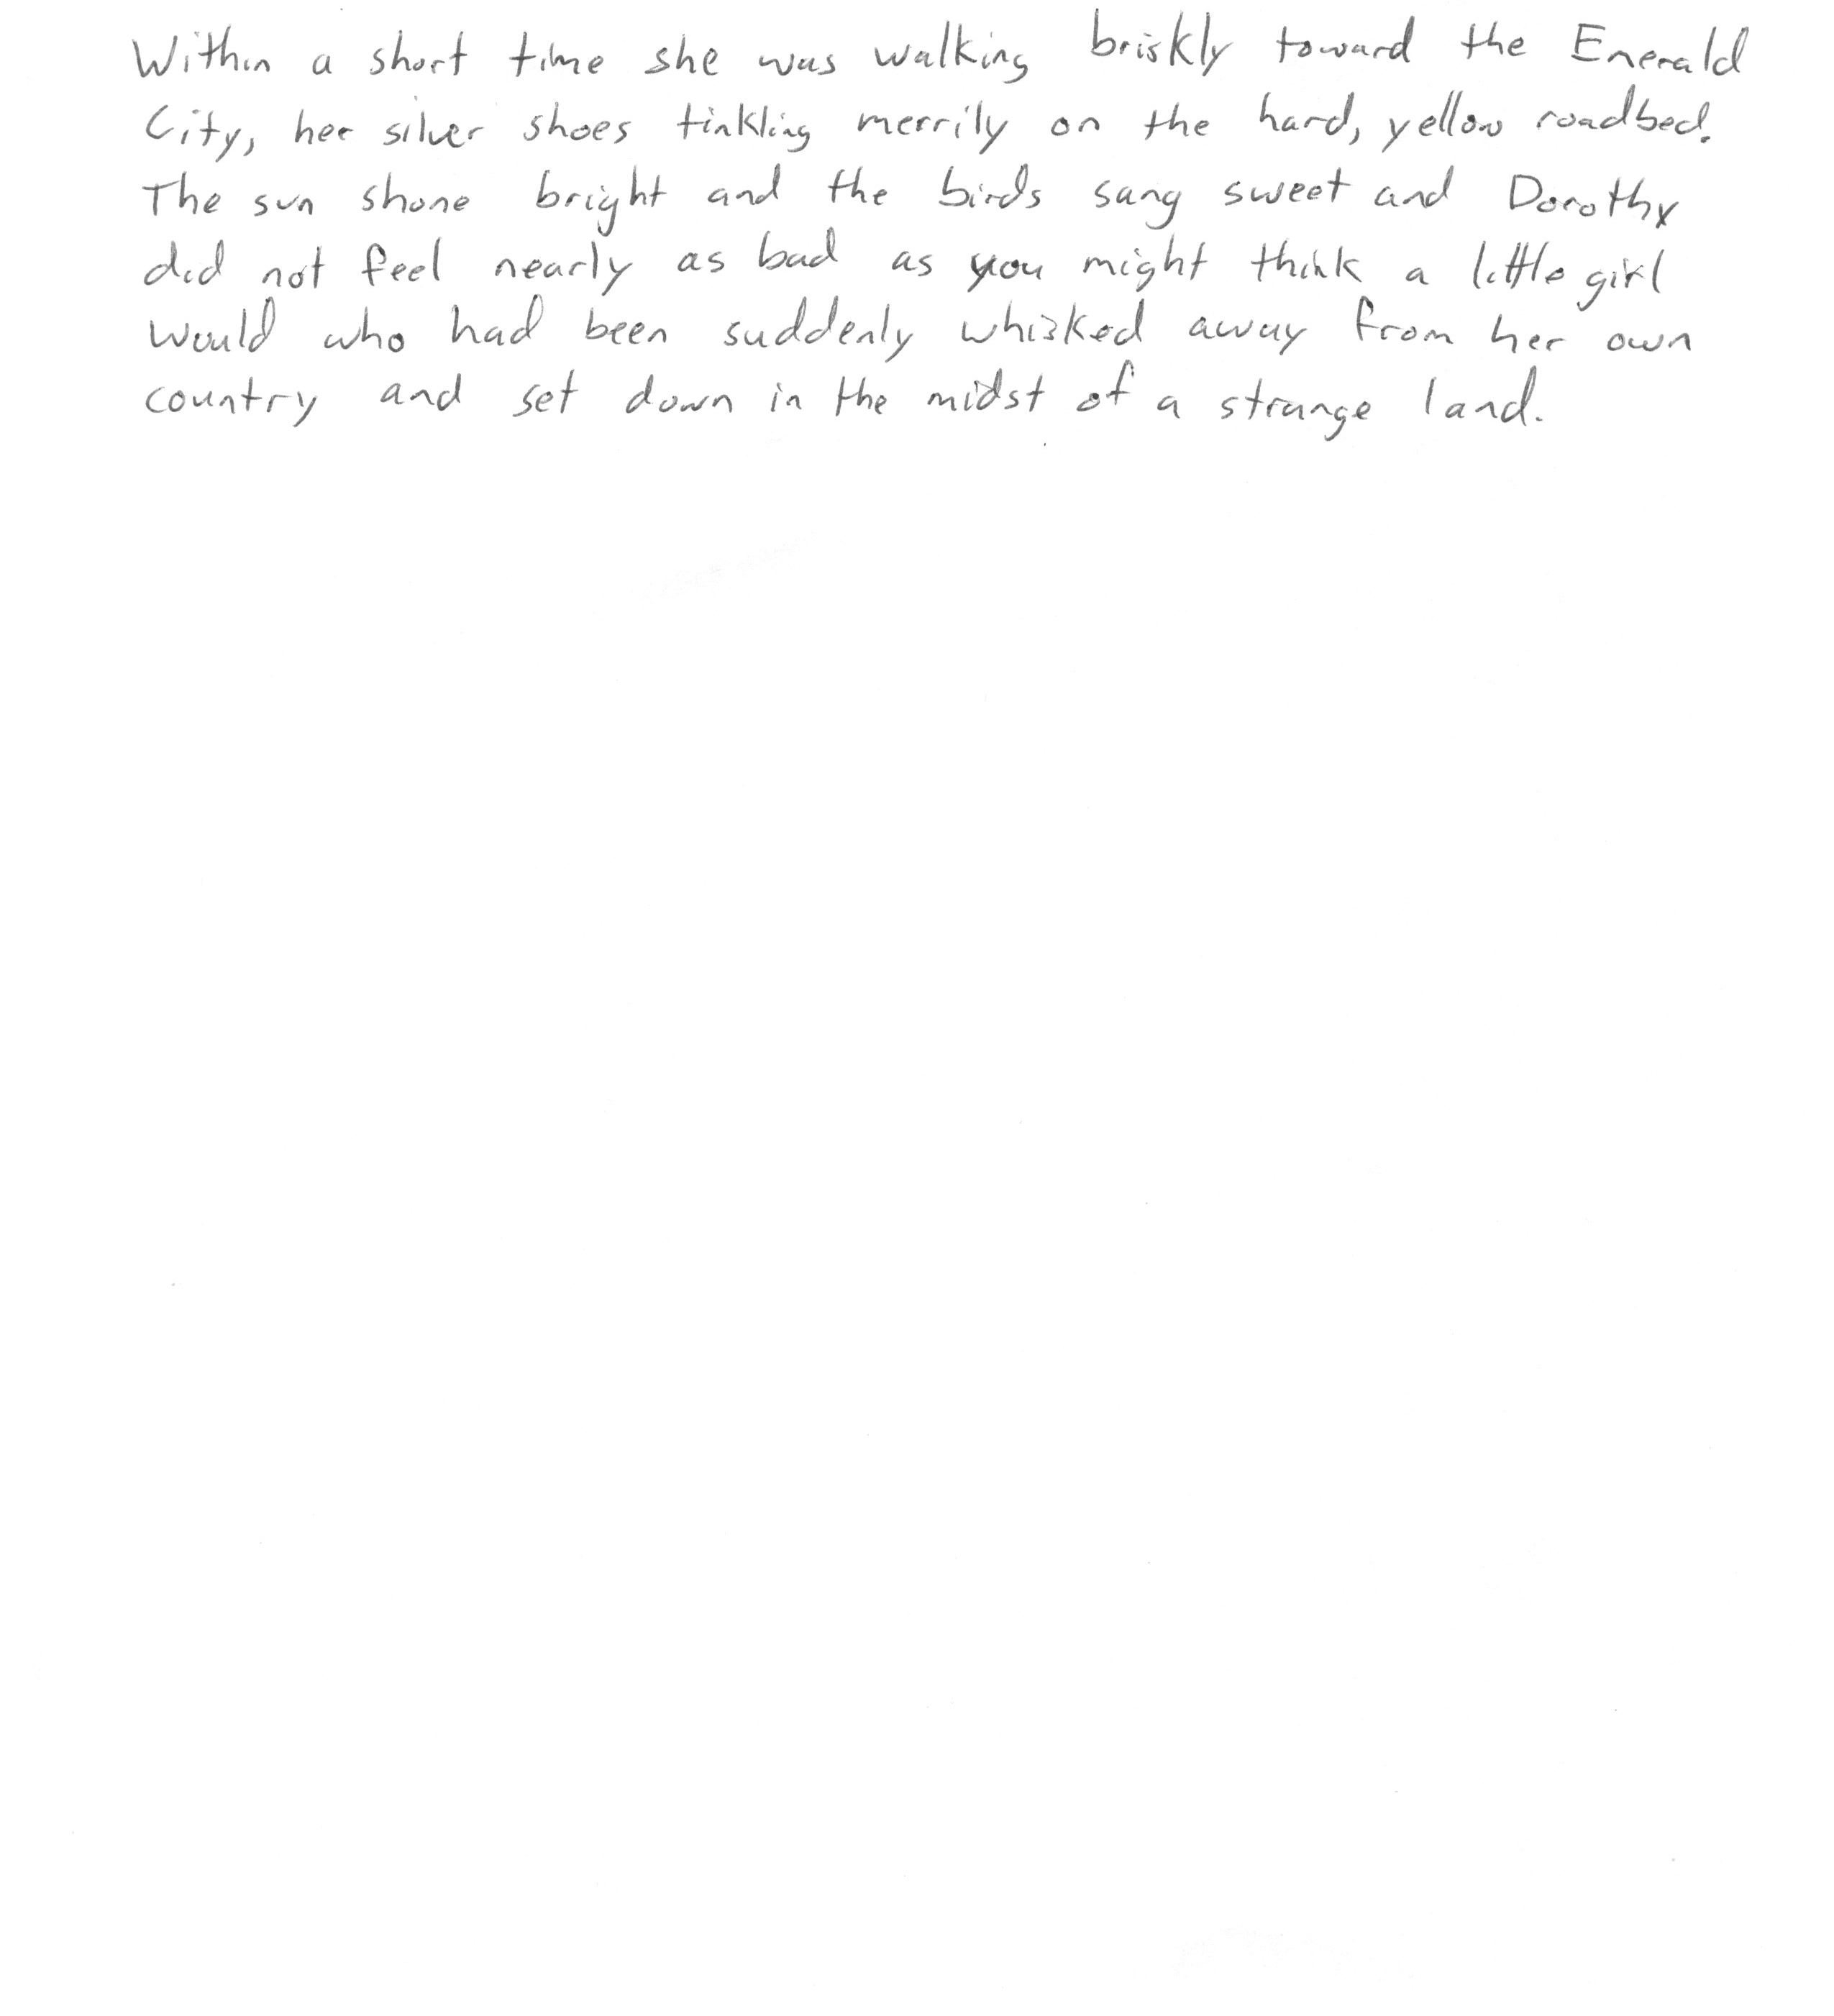 Within a short time she was walking briskly toward the Emerald
City, her silver shoes tinkling merrily on the hard, yellow roadbed.
The sun shone bright and the birds sang sweet and Dorothy
did not feel nearly as bad as you might think a little girl
would who had been suddenly whisked away from her own
country and set down in the midst of a strange land.